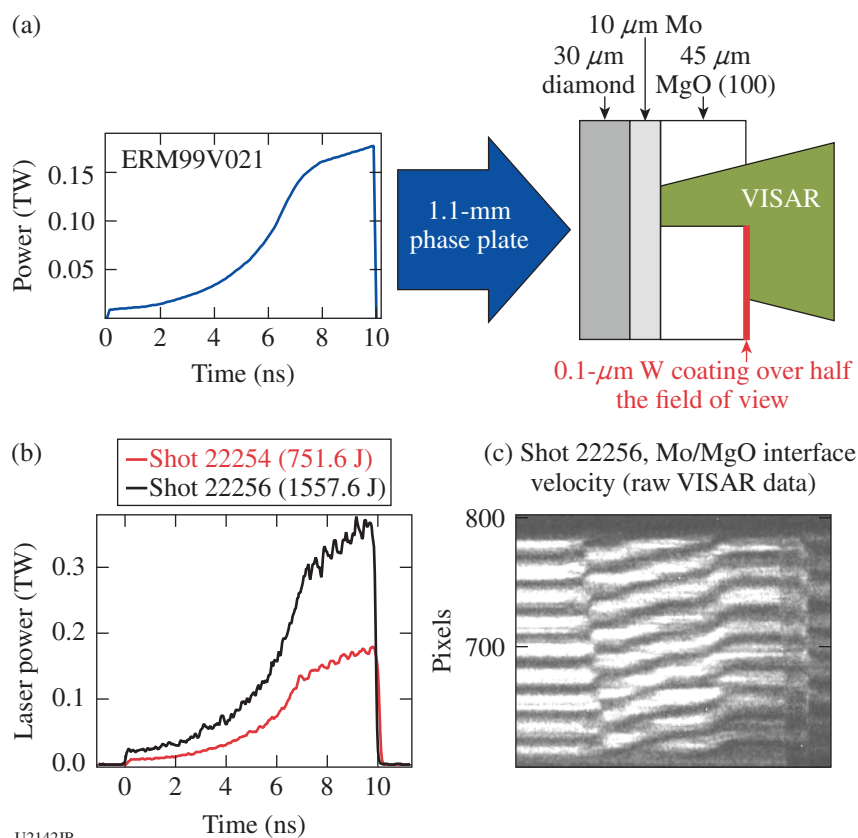 (a)
10 μm Mo
30 μm
diamond
45 μm
MgO (100)
ERM99V021
Power (TW)
0.15
0.10
0.05
0
2
4
6
8
10
Time (ns)
1.1-mm
phase plate
VISAR
0.1-μm W coating over half
the field of view
(b)
Shot 22254 (751.6 J)
Shot 22256 (1557.6 J)
Laser power (TW)
0.3
0.2
0.1
0.0
0
2
4
6
8
10
Time (ns)
(c) Shot 22256, Mo/MgO interface
velocity (raw VISAR data)
Pixels
800
700
U2142JR